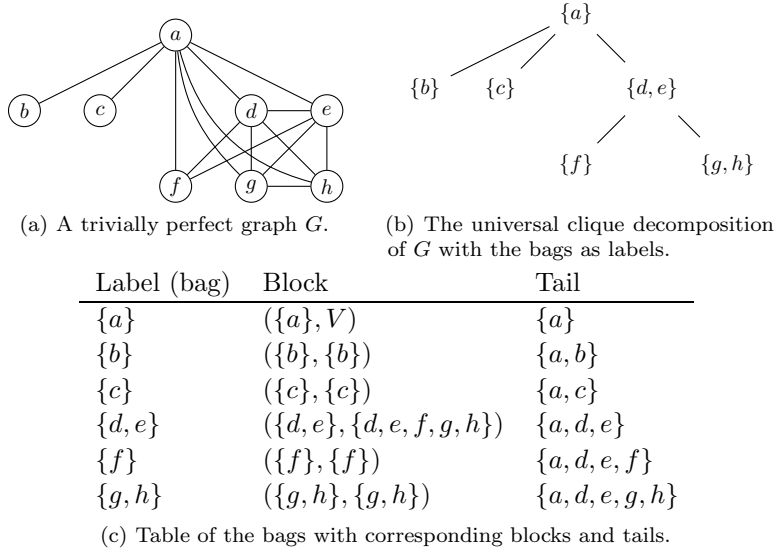 a
b
c
d
e
f
g
h
(a) A trivially perfect graph G.
{a}
{b}
{c}
{d, e}
{f}
{g, h}
(b) The universal clique decomposition
of G with the bags as labels.
Label (bag) Block Tail
{a} ({a}, V) {a}
{b} ({b}, {b}) {a, b}
{c} ({c}, {c}) {a, c}
{d, e} ({d, e}, {d, e, f, g, h}) {a, d, e}
{f} ({f}, {f}) {a, d, e, f}
{g, h} ({g, h}, {g, h}) {a, d, e, g, h}
(c) Table of the bags with corresponding blocks and tails.